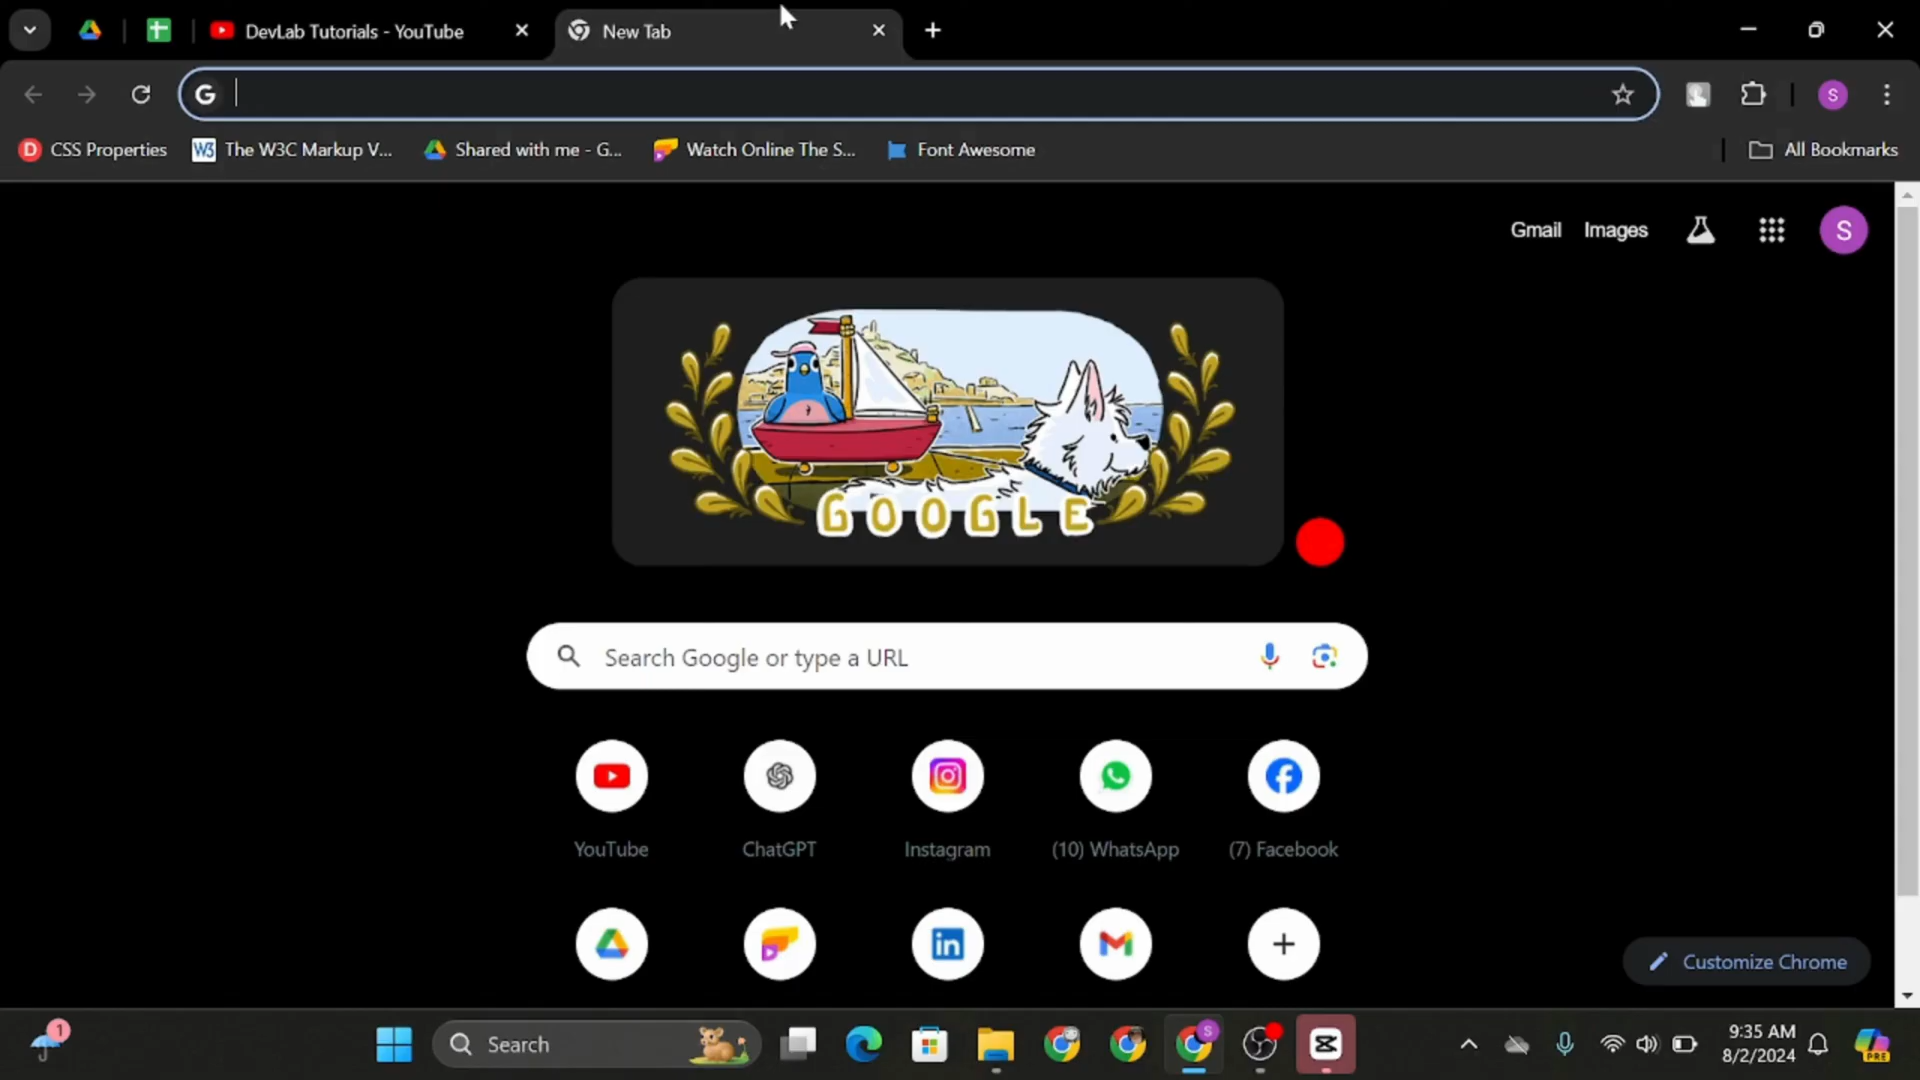 DevLab Tutorials - YouTube
New Tab
CSS Properties
The W3C Markup V...
Shared with me - G...
Watch Online The S...
Font Awesome
All Bookmarks
Gmail
Images
S
GOOGLE
Search Google or type a URL
YouTube
ChatGPT
Instagram
(10) WhatsApp
(7) Facebook
Customize Chrome
1
Search
S
9:35 AM
8/2/2024
PRE